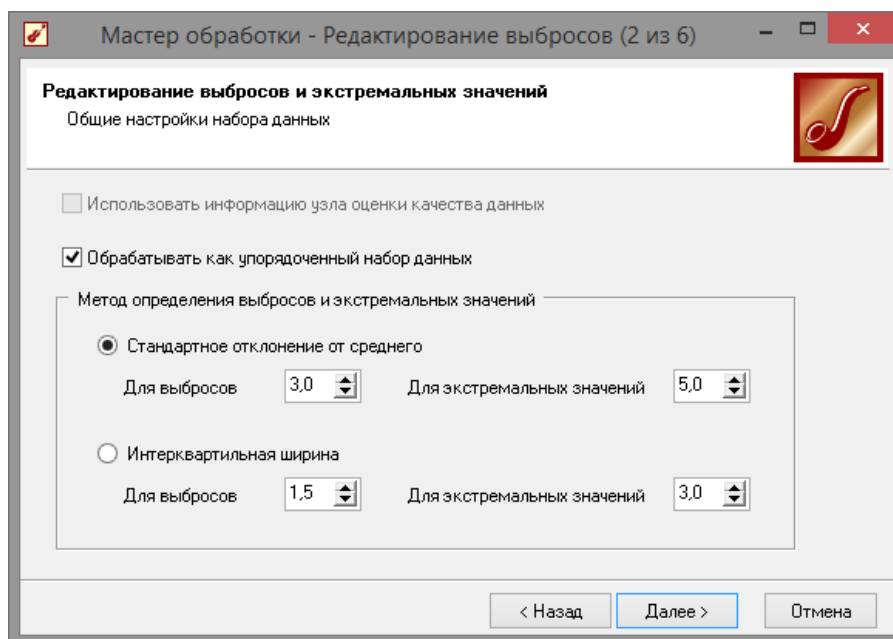 Мастер обработки - Редактирование выбросов (2 из 6)
Редактирование выбросов и экстремальных значений
Общие настройки набора данных
Использовать информацию узла оценки качества данных
Обрабатывать как упорядоченный набор данных
Метод определения выбросов и экстремальных значений
Стандартное отклонение от среднего
Для выбросов 3,0 Для экстремальных значений 5,0
Интерквартильная ширина
Для выбросов 1,5 Для экстремальных значений 3,0
< Назад Далее > Отмена